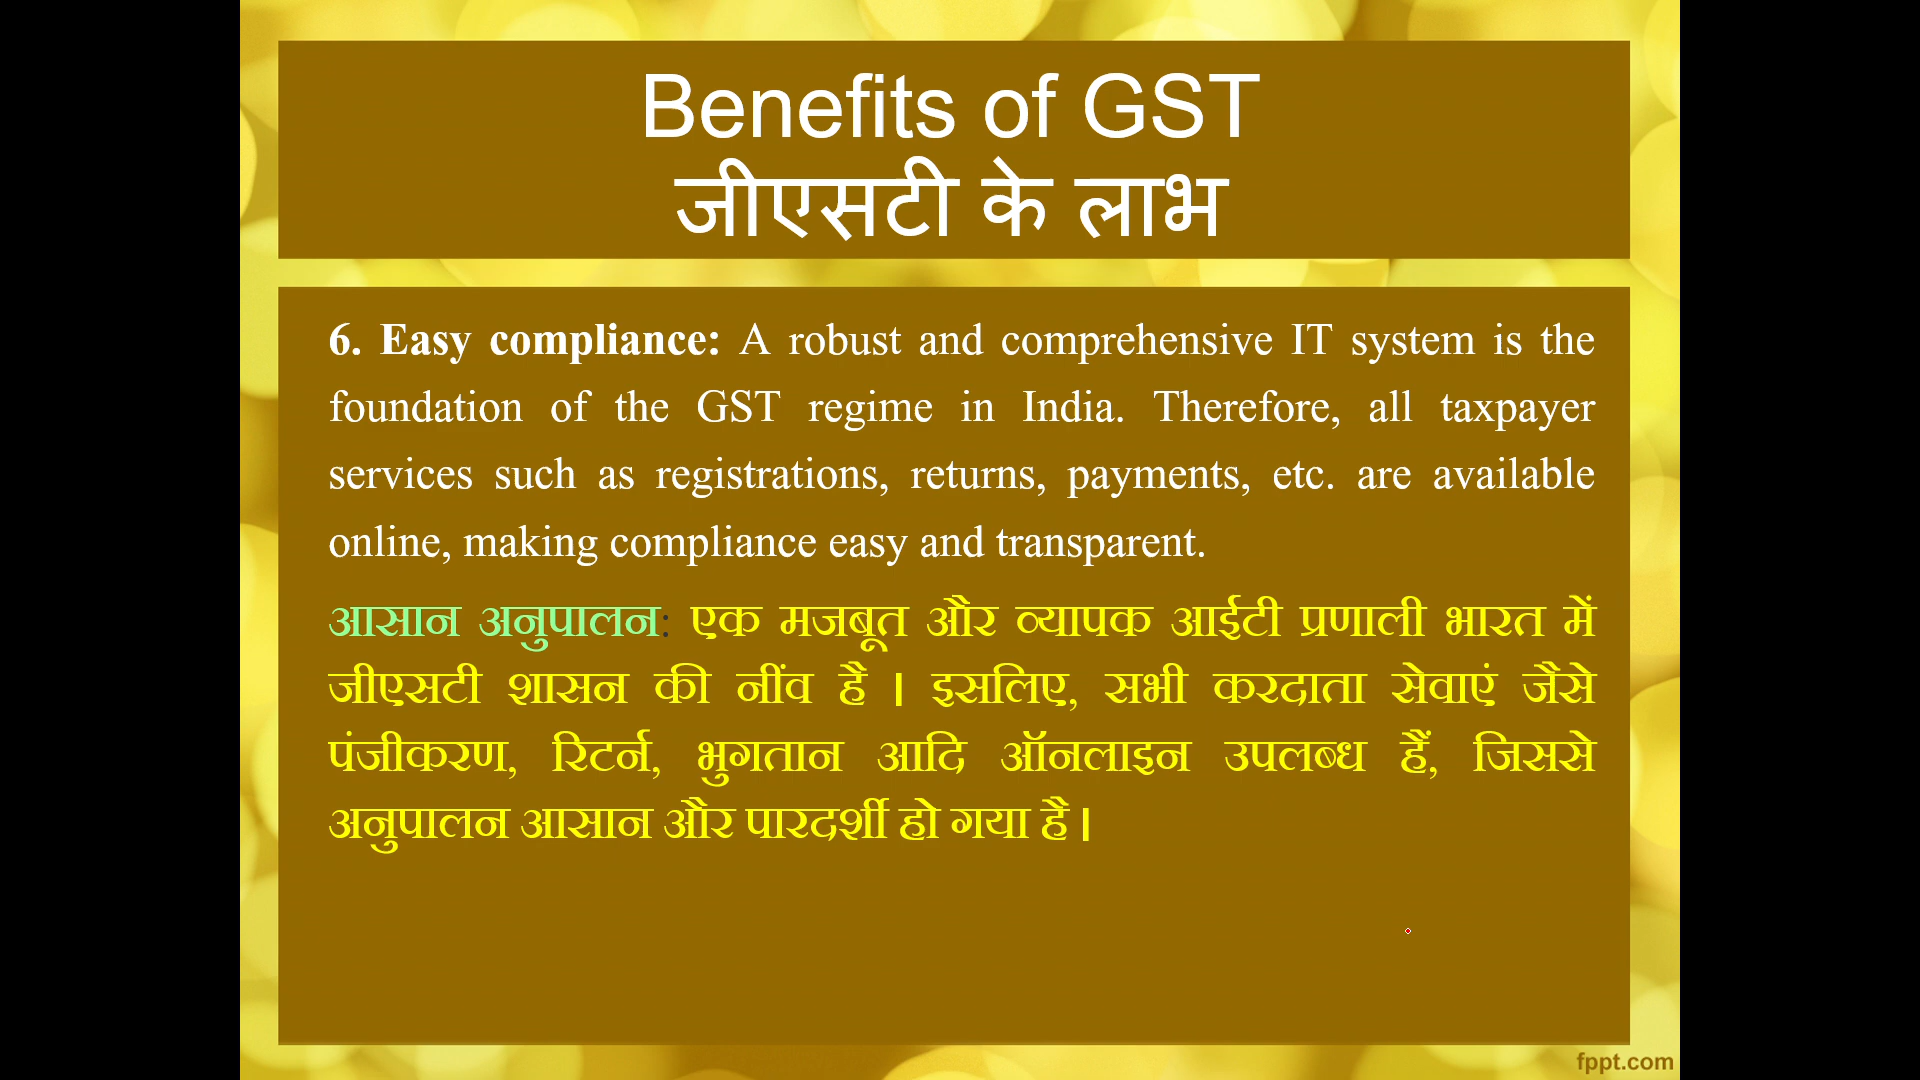 Benefits of GST
जीएसटी के लाभ
6. Easy compliance: A robust and comprehensive IT system is the
foundation of the GST regime in India. Therefore, all taxpayer
services such as registrations, returns, payments, etc. are available
online, making compliance easy and transparent.
आसान अनुपालन: एक मजबूत और व्यापक आईटी प्रणाली भारत में
जीएसटी शासन की नींव है । इसलिए, सभी करदाता सेवाएं जैसे
पंजीकरण, रिटर्न, भुगतान आदि ऑनलाइन उपलब्ध हैं, जिससे
अनुपालन आसान और पारदर्शी हो गया है ।
fppt.com